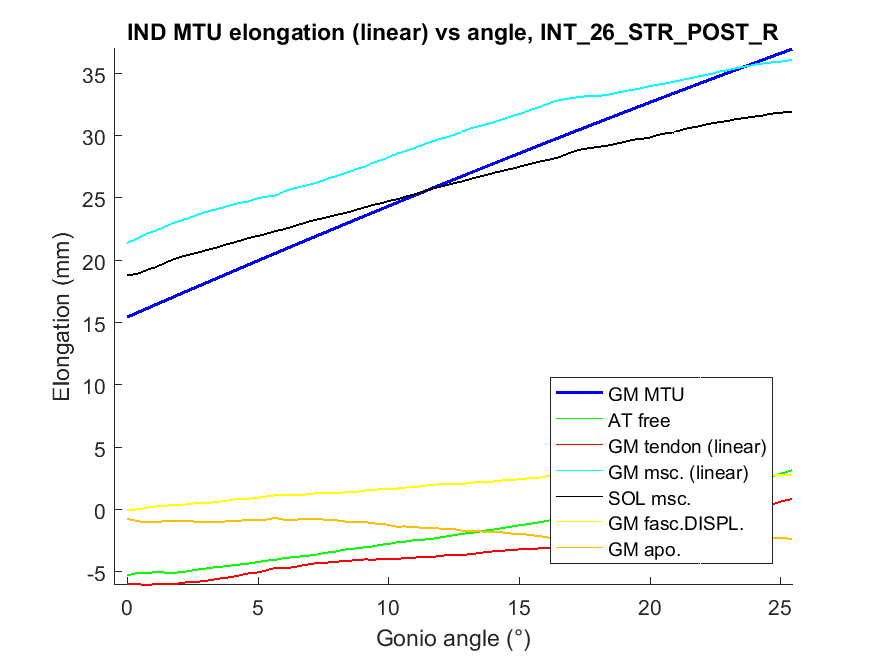 IND MTU elongation (linear) vs angle, INT_26_STR_POST_R
35
30
25
20
15
10
5
0
-5
Elongation (mm)
GM MTU
AT free
GM tendon (linear)
GM msc. (linear)
SOL msc.
GM fasc.DISPL.
GM apo.
0 5 10 15 20 25
Gonio angle (°)